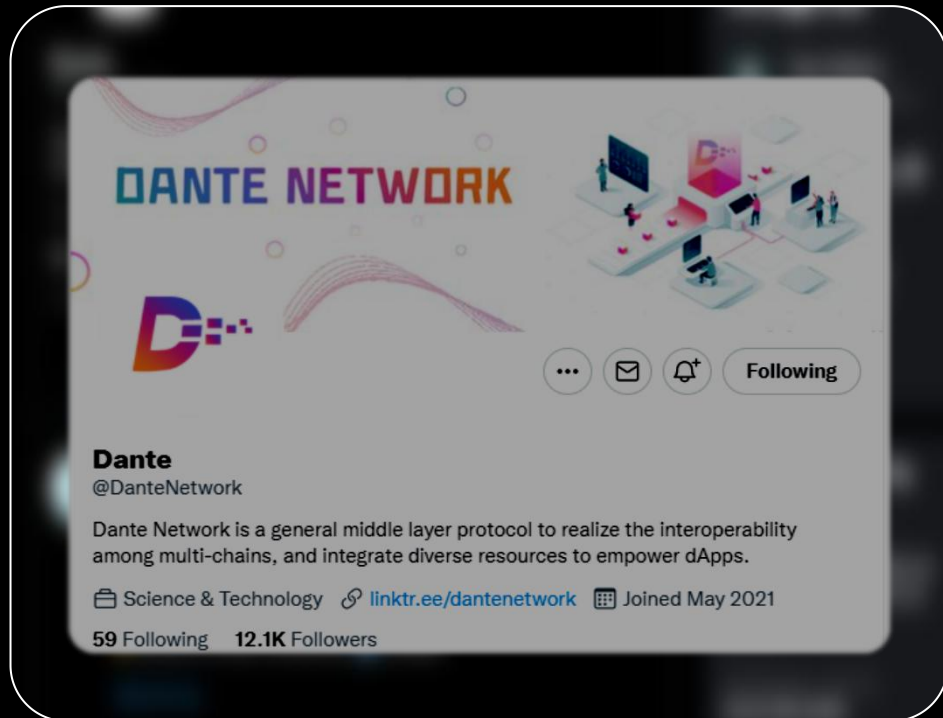 DANTE NETWORK
Following
Dante
@DanteNetwork
Dante Network is a general middle layer protocol to realize the interoperability
among multi-chains, and integrate diverse resources to empower dApps.
Science & Technology linktr.ee/dantenetwork Joined May 2021
59 Following 12.1K Followers